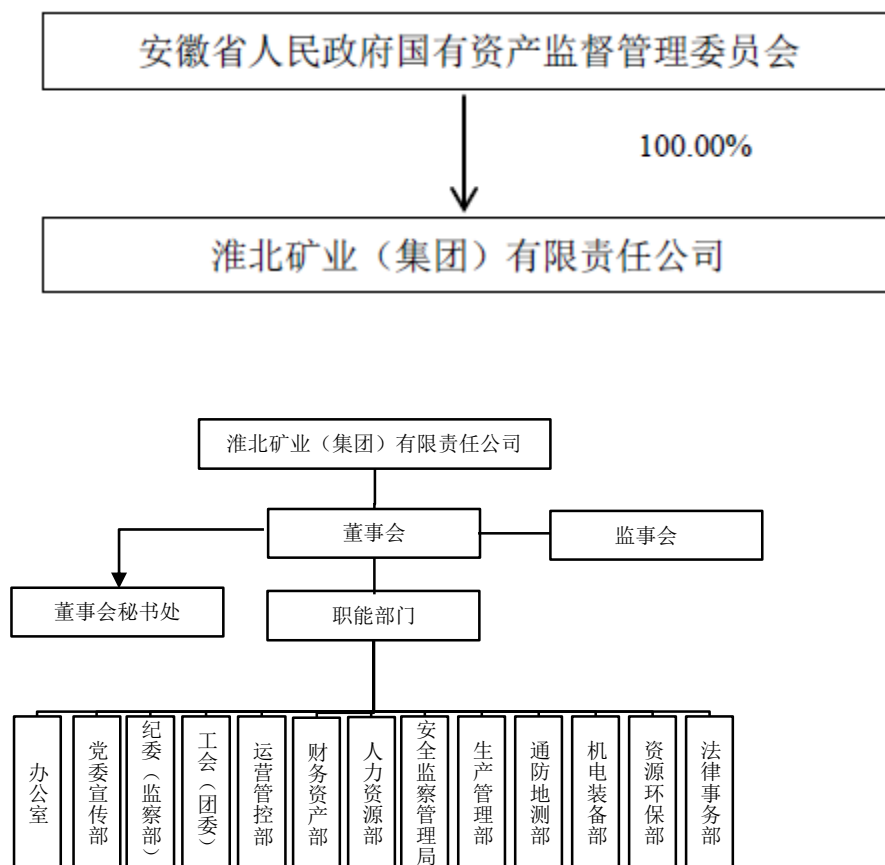 安徽省人民政府国有资产监督管理委员会
100.00%
淮北矿业（集团）有限责任公司
淮北矿业（集团）有限责任公司
董事会
监事会
董事会秘书处
职能部门
办公室
党委宣传部
纪委（监察部）
工会（团委）
运营管控部
财务资产部
人力资源部
安全监察管理局
生产管理部
通防地测部
机电装备部
资源环保部
法律事务部